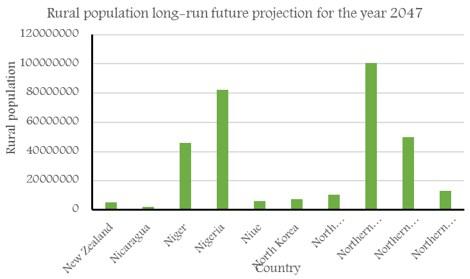 Rural population long-run future projection for the year 2047
120000000
100000000
80000000
60000000
40000000
20000000
0
Rural population
New Zealand
Nicaragua
Niger
Nigeria
Niue
North Korea
North…
Northern…
Northern…
Northern…
Country